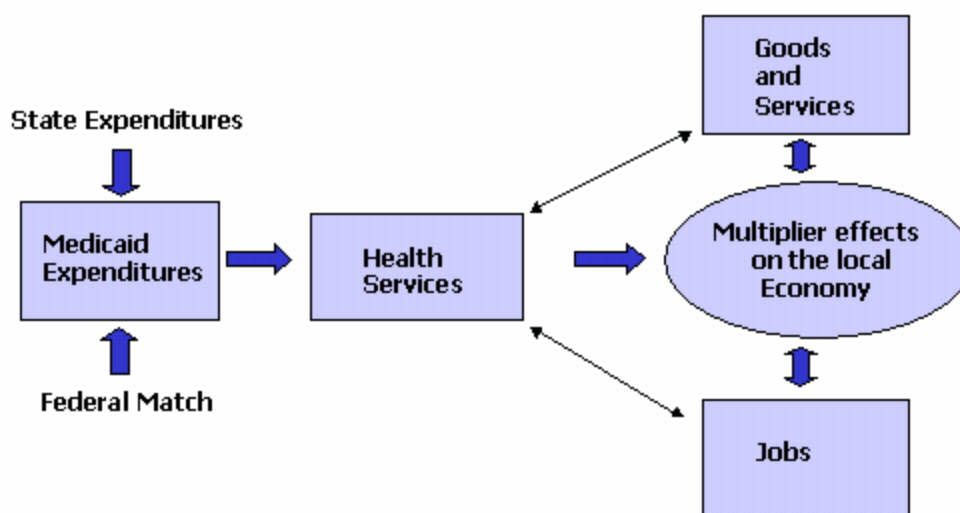 State Expenditures
Medicaid
Expenditures
Federal Match
Health
Services
Goods
and
Services
Multiplier effects
on the local
Economy
Jobs